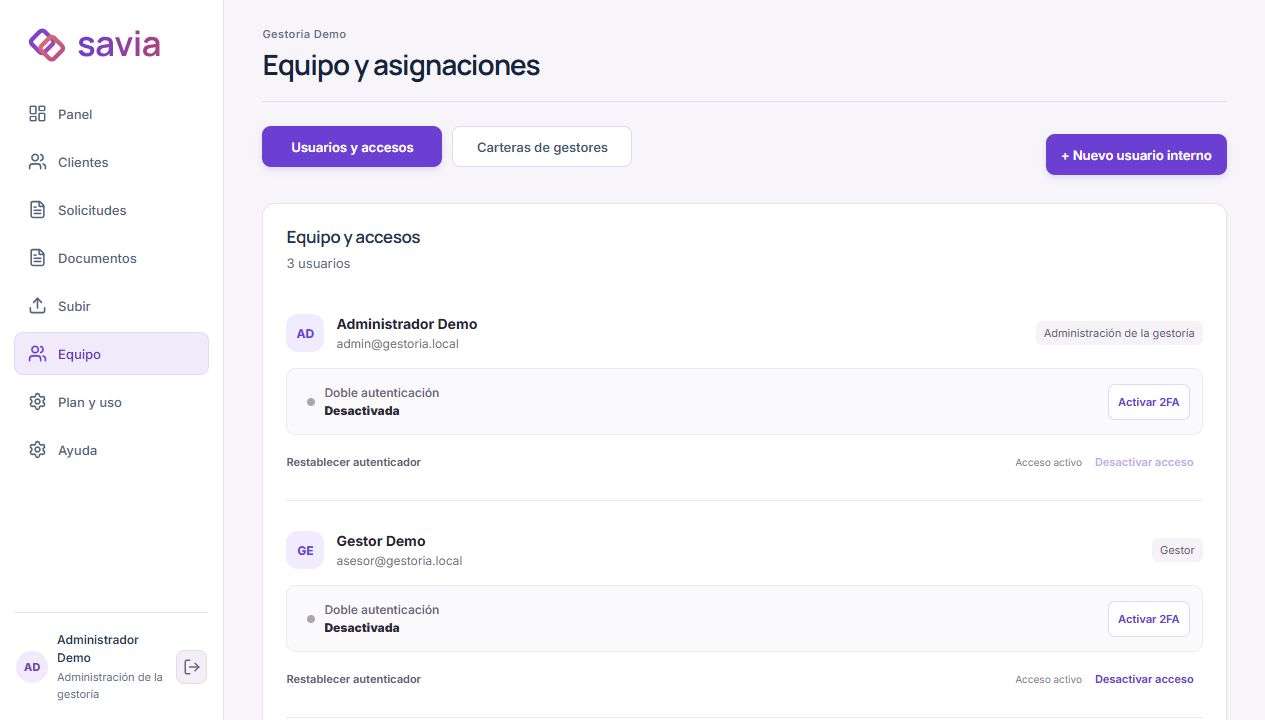 savia
Panel
Clientes
Solicitudes
Documentos
Subir
Equipo
Plan y uso
Ayuda
AD
Administrador
Demo
Administración de la
gestoría
Gestoria Demo
Equipo y asignaciones
Usuarios y accesos
Carteras de gestores
+ Nuevo usuario interno
Equipo y accesos
3 usuarios
AD
Administrador Demo
admin@gestoria.local
Administración de la gestoría
Doble autenticación
Desactivada
Activar 2FA
Restablecer autenticador
Acceso activo
Desactivar acceso
GE
Gestor Demo
asesor@gestoria.local
Gestor
Doble autenticación
Desactivada
Activar 2FA
Restablecer autenticador
Acceso activo
Desactivar acceso